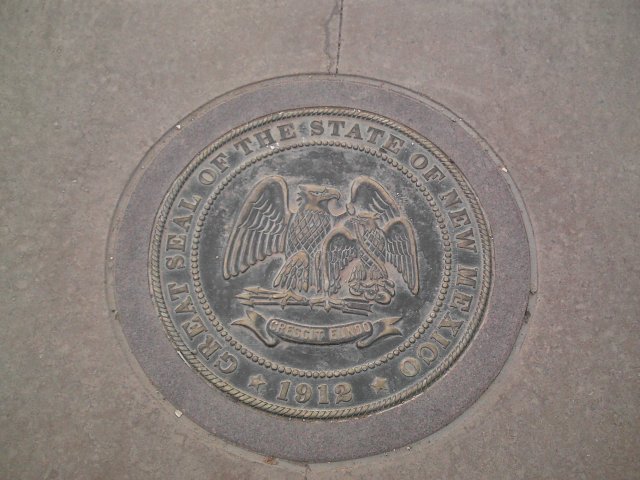 GREAT SEAL OF THE STATE OF NEW MEXICO
CRESCIT EUNDO
1912